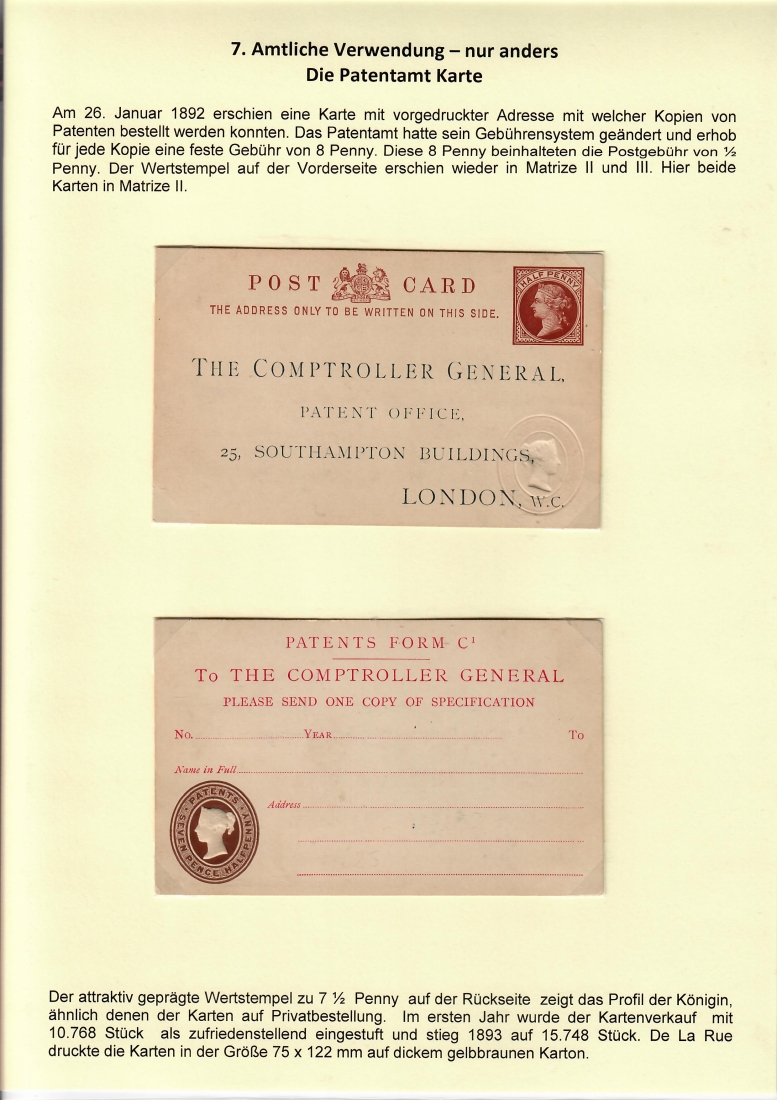 7. Amtliche Verwendung – nur anders
Die Patentamt Karte
Am 26. Januar 1892 erschien eine Karte mit vorgedruckter Adresse mit welcher Kopien von
Patenten bestellt werden konnten. Das Patentamt hatte sein Gebührensystem geändert und erhob
für jede Kopie eine feste Gebühr von 8 Penny. Diese 8 Penny beinhalteten die Postgebühr von ½
Penny. Der Wertstempel auf der Vorderseite erschien wieder in Matrize II und III. Hier beide
Karten in Matrize II.
POST CARD
HALF PENNY
THE ADDRESS ONLY TO BE WRITTEN ON THIS SIDE.
THE COMPTROLLER GENERAL,
PATENT OFFICE,
25, SOUTHAMPTON BUILDINGS,
LONDON, W.C.
PATENTS FORM C¹
To THE COMPTROLLER GENERAL
PLEASE SEND ONE COPY OF SPECIFICATION
No. YEAR To
Name in Full
Address
PATENTS
SEVEN PENCE HALFPENNY
Der attraktiv geprägte Wertstempel zu 7 ½ Penny auf der Rückseite zeigt das Profil der Königin,
ähnlich denen der Karten auf Privatbestellung. Im ersten Jahr wurde der Kartenverkauf mit
10.768 Stück als zufriedenstellend eingestuft und stieg 1893 auf 15.748 Stück. De La Rue
druckte die Karten in der Größe 75 x 122 mm auf dickem gelbbraunen Karton.